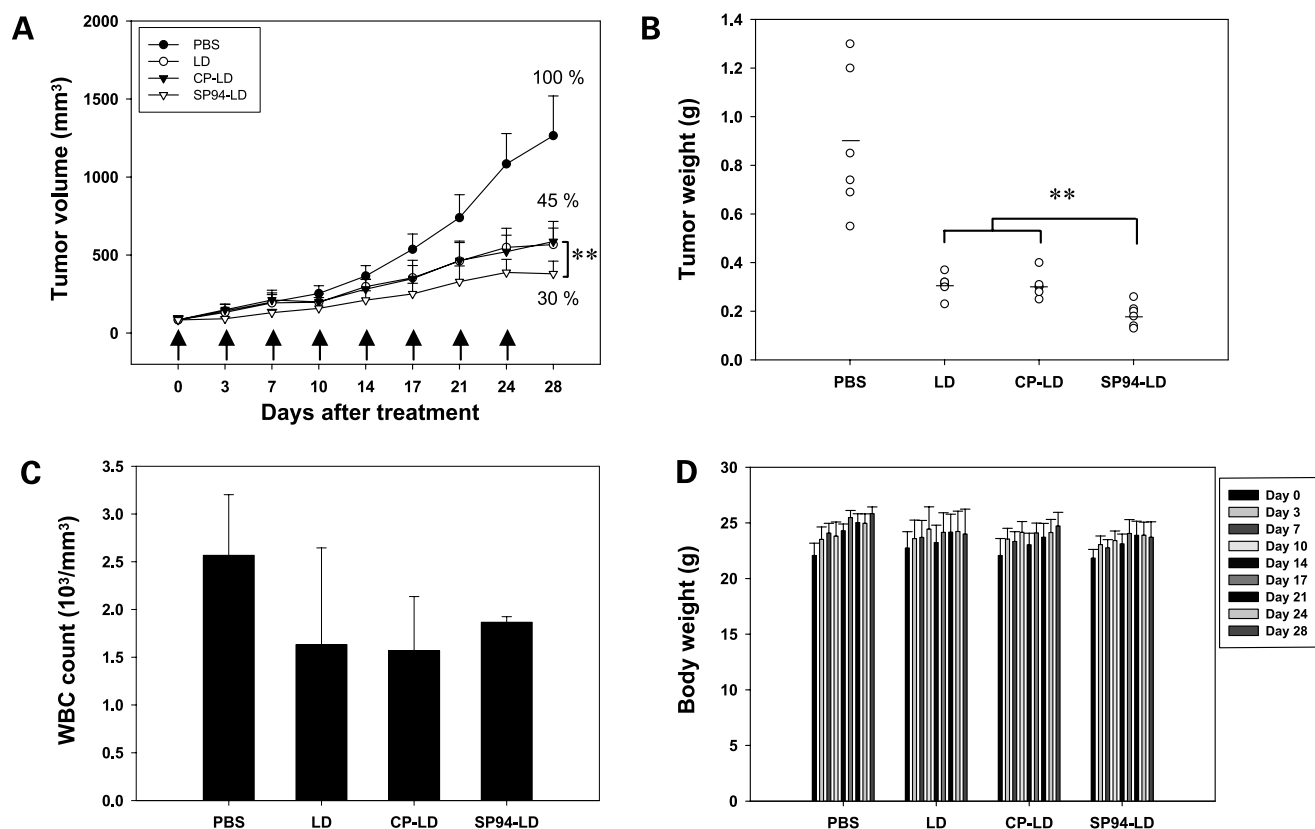 A
Tumor volume (mm³)
2000
1500
1000
500
0
PBS
LD
CP-LD
SP94-LD
100 %
45 %
**
30 %
0 3 7 10 14 17 21 24 28
Days after treatment
B
Tumor weight (g)
1.4
1.2
1.0
0.8
0.6
0.4
0.2
0.0
**
PBS LD CP-LD SP94-LD
C
WBC count (10³/mm³)
3.5
3.0
2.5
2.0
1.5
1.0
0.5
0.0
PBS LD CP-LD SP94-LD
D
Body weight (g)
30
25
20
15
10
5
0
PBS LD CP-LD SP94-LD
Day 0
Day 3
Day 7
Day 10
Day 14
Day 17
Day 21
Day 24
Day 28